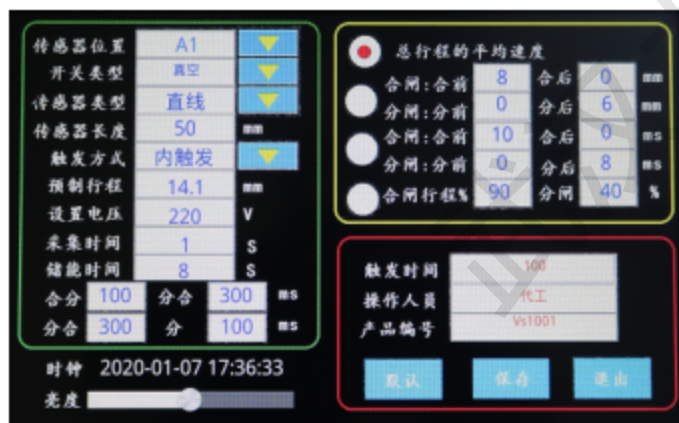 传感器位置 A1
开关类型 真空
传感器类型 直线
传感器长度 50 mm
触发方式 内触发
预制行程 14.1 mm
设置电压 220 V
采集时间 1 S
储能时间 8 S
合分 100 分合 300 ms
分合 300 分 100 ms
时钟 2020-01-07 17:36:33
亮度
总行程的平均速度
合闸:合前 8 合后 0 mm
分闸:分前 0 分后 6 mm
合闸:合前 10 合后 0 ms
分闸:分前 0 分后 8 ms
合闸行程% 90 分闸 40 %
触发时间 100
操作人员 代工
产品编号 Vs1001
默认 保存 退出